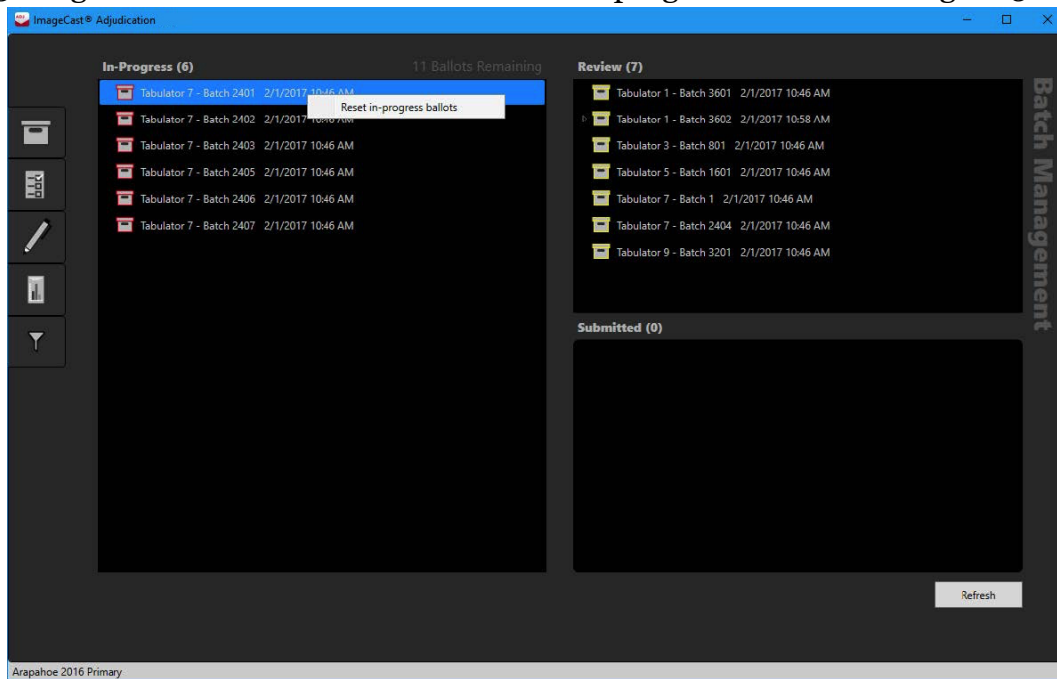 ImageCast® Adjudication
In-Progress (6)
11 Ballots Remaining
Tabulator 7 - Batch 2401 2/1/2017 10:46 AM
Reset in-progress ballots
Tabulator 7 - Batch 2402 2/1/2017 10:46 AM
Tabulator 7 - Batch 2403 2/1/2017 10:46 AM
Tabulator 7 - Batch 2405 2/1/2017 10:46 AM
Tabulator 7 - Batch 2406 2/1/2017 10:46 AM
Tabulator 7 - Batch 2407 2/1/2017 10:46 AM
Review (7)
Tabulator 1 - Batch 3601 2/1/2017 10:46 AM
Tabulator 1 - Batch 3602 2/1/2017 10:58 AM
Tabulator 3 - Batch 801 2/1/2017 10:46 AM
Tabulator 5 - Batch 1601 2/1/2017 10:46 AM
Tabulator 7 - Batch 1 2/1/2017 10:46 AM
Tabulator 7 - Batch 2404 2/1/2017 10:46 AM
Tabulator 9 - Batch 3201 2/1/2017 10:46 AM
Submitted (0)
Batch Management
Refresh
Arapahoe 2016 Primary